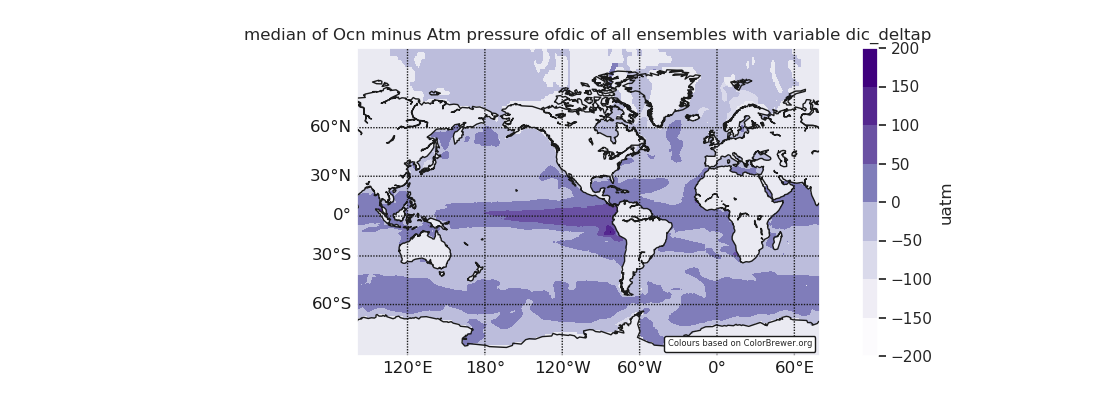 median of Ocn minus Atm pressure ofdic of all ensembles with variable dic_deltap
60°N
30°N
0°
30°S
60°S
120°E
180°
120°W
60°W
0°
60°E
Colours based on ColorBrewer.org
200
150
100
50
0
−50
−100
−150
−200
uatm